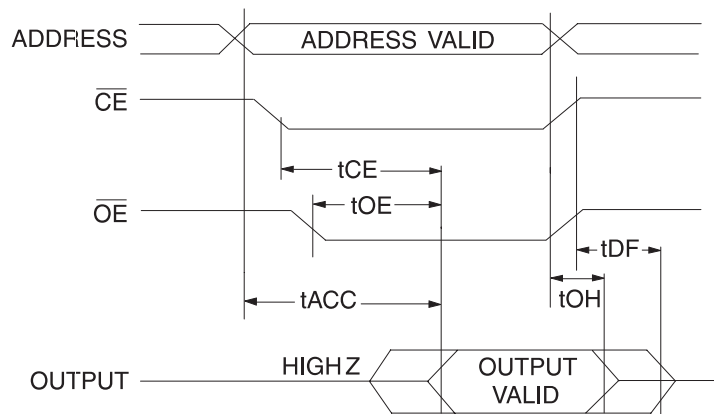 ADDRESS
ADDRESS VALID
CE
tCE
OE
tOE
tDF
tACC
tOH
OUTPUT
HIGH Z
OUTPUT
VALID